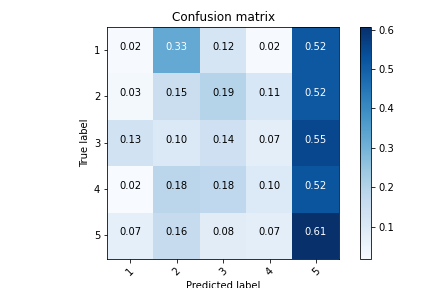 Confusion matrix
1 0.02 0.33 0.12 0.02 0.52
2 0.03 0.15 0.19 0.11 0.52
3 0.13 0.10 0.14 0.07 0.55
4 0.02 0.18 0.18 0.10 0.52
5 0.07 0.16 0.08 0.07 0.61
1 2 3 4 5
True label
Predicted label
0.6
0.5
0.4
0.3
0.2
0.1